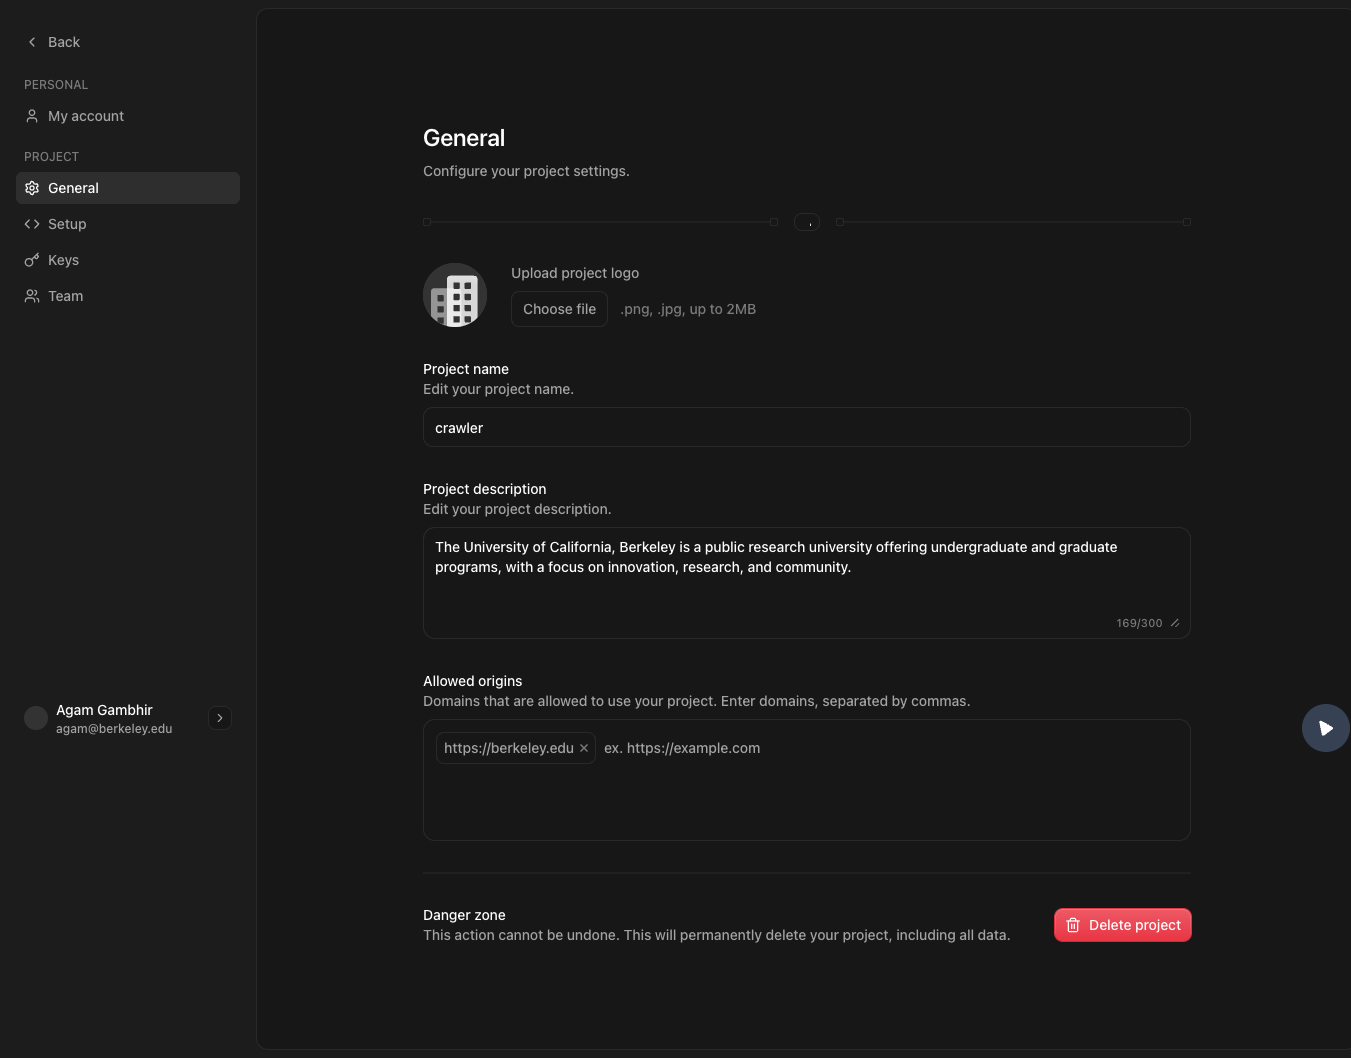 Back
PERSONAL
My account
PROJECT
General
Setup
Keys
Team
Agam Gambhir
agam@berkeley.edu
General
Configure your project settings.
Upload project logo
Choose file
.png, .jpg, up to 2MB
Project name
Edit your project name.
crawler
Project description
Edit your project description.
The University of California, Berkeley is a public research university offering undergraduate and graduate
programs, with a focus on innovation, research, and community.
169/300
Allowed origins
Domains that are allowed to use your project. Enter domains, separated by commas.
https://berkeley.edu ex. https://example.com
Danger zone
This action cannot be undone. This will permanently delete your project, including all data.
Delete project